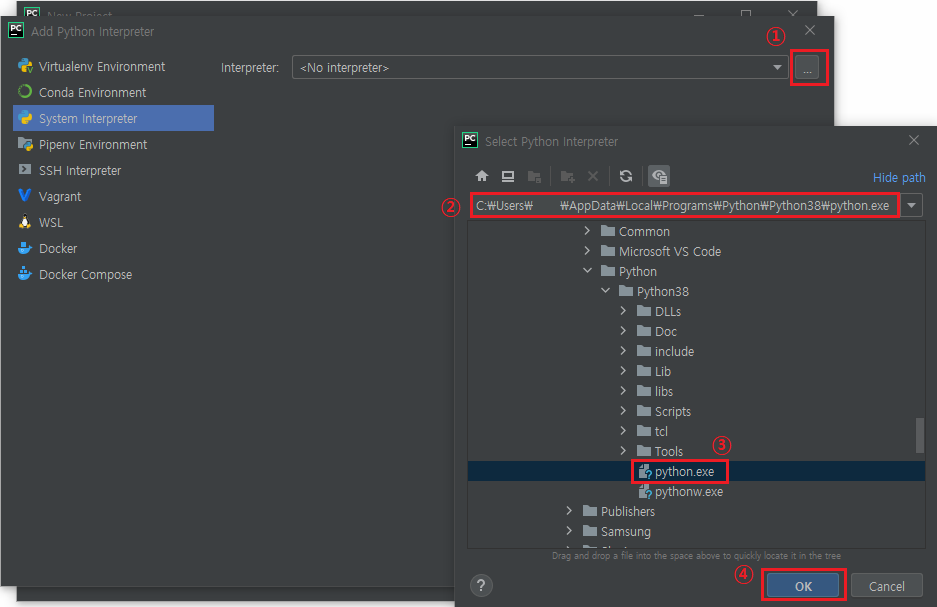 PC New Project
PC Add Python Interpreter
①
Virtualenv Environment
Interpreter: <No interpreter> ...
Conda Environment
System Interpreter
Pipenv Environment
SSH Interpreter
Vagrant
WSL
Docker
Docker Compose
PC Select Python Interpreter
Hide path
② C:₩Users₩ ₩AppData₩Local₩Programs₩Python₩Python38₩python.exe
Common
Microsoft VS Code
Python
Python38
DLLs
Doc
include
Lib
libs
Scripts
tcl
Tools
③
python.exe
pythonw.exe
Publishers
Samsung
Drag and drop a file into the space above to quickly locate it in the tree
④
? OK Cancel